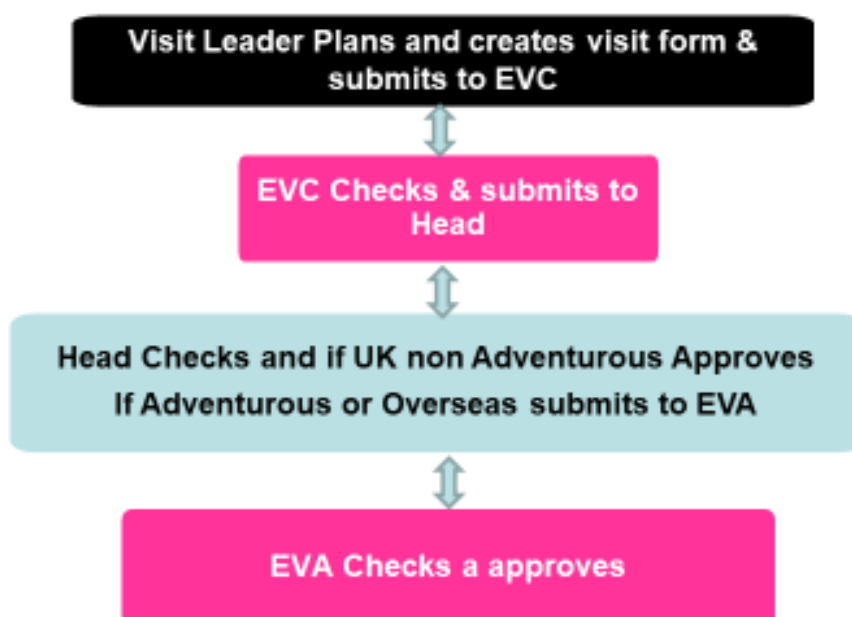 Visit Leader Plans and creates visit form &
submits to EVC
EVC Checks & submits to
Head
Head Checks and if UK non Adventurous Approves
If Adventurous or Overseas submits to EVA
EVA Checks a approves